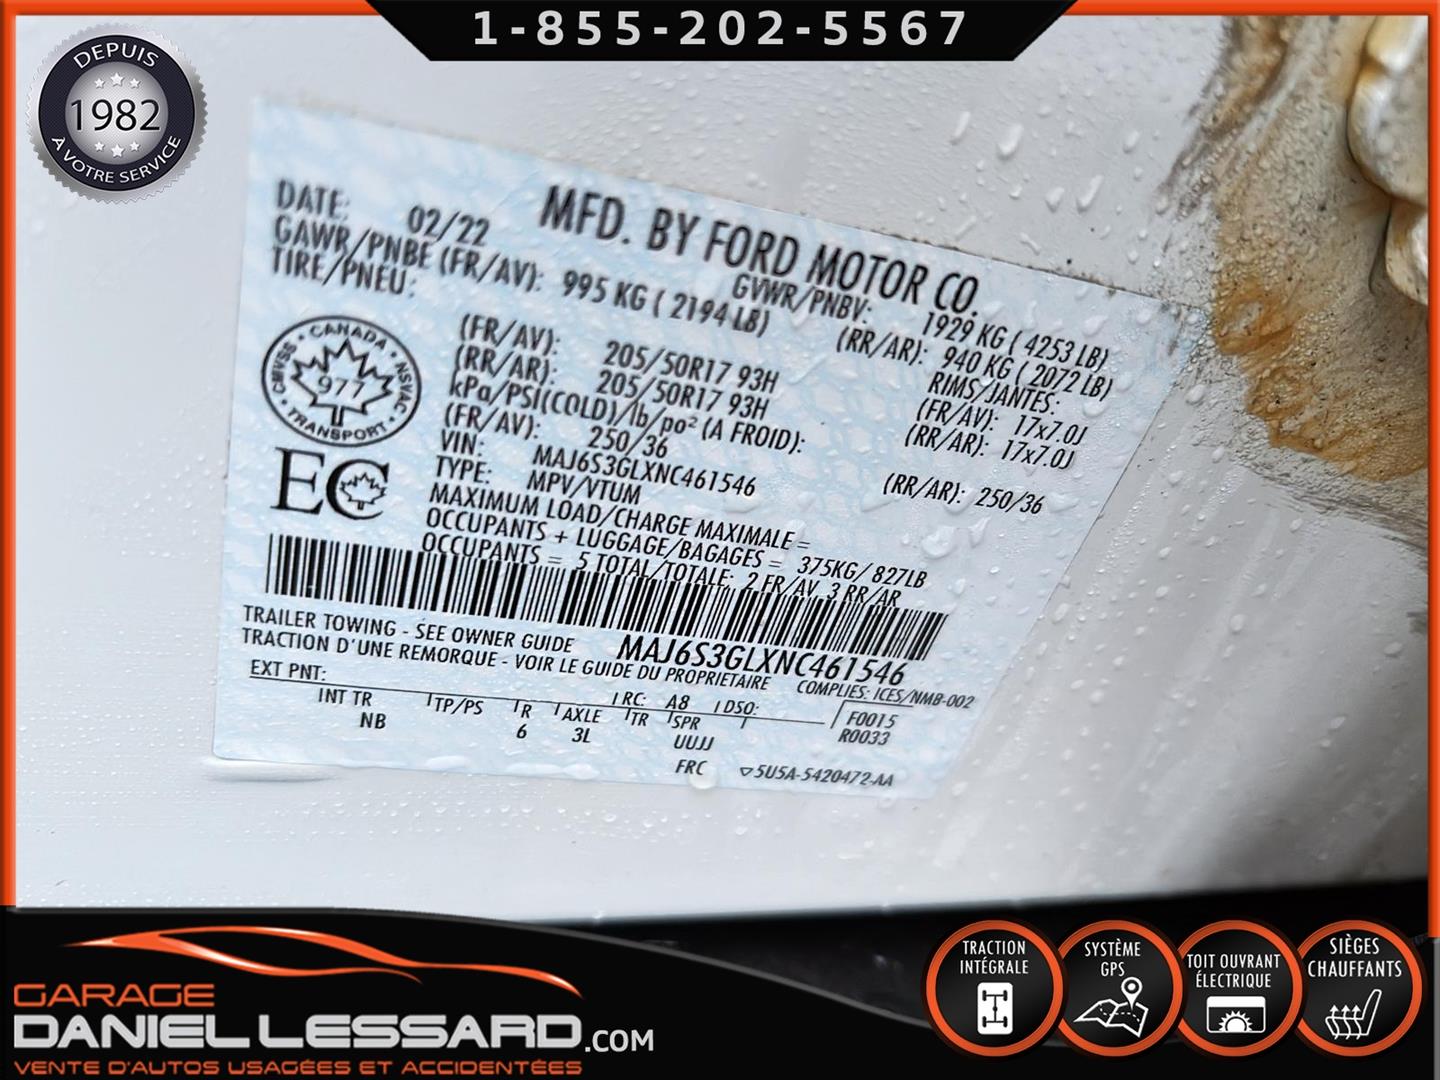 1-855-202-5567
DEPUIS
1982
À VOTRE SERVICE
MFD. BY FORD MOTOR CO.
DATE: 02/22 GVWR/PNBV: 1929 KG ( 4253 LB)
GAWR/PNBE (FR/AV): 995 KG ( 2194 LB) (RR/AR): 940 KG ( 2072 LB)
TIRE/PNEU: RIMS/JANTES:
(FR/AV): 205/50R17 93H (FR/AV): 17x7.0J
(RR/AR): 205/50R17 93H (RR/AR): 17x7.0J
kPa/PSI(COLD)/lb/po² (A FROID):
(FR/AV): 250/36 (RR/AR): 250/36
VIN: MAJ6S3GLXNC461546
TYPE: MPV/VTUM
MAXIMUM LOAD/CHARGE MAXIMALE =
OCCUPANTS + LUGGAGE/BAGAGES = 375KG/827LB
OCCUPANTS = 5 TOTAL/TOTALE: 2 FR/AV, 3 RR/AR
CANADA
CMVSS 977 NSVAC
TRANSPORT
EC
MAJ6S3GLXNC461546
TRAILER TOWING - SEE OWNER GUIDE
TRACTION D'UNE REMORQUE - VOIR LE GUIDE DU PROPRIETAIRE
COMPLIES: ICES/NMB-002
EXT PNT: RC: A8 DSO: F0015
R0033
INT TR TP/PS R AXLE TR SPR
NB 6 3L UUJJ
FRC ▽5U5A-5420472-AA
GARAGE
DANIEL LESSARD.COM
VENTE D'AUTOS USAGÉES ET ACCIDENTÉES
TRACTION
INTÉGRALE
SYSTÈME
GPS
TOIT OUVRANT
ÉLECTRIQUE
SIÈGES
CHAUFFANTS